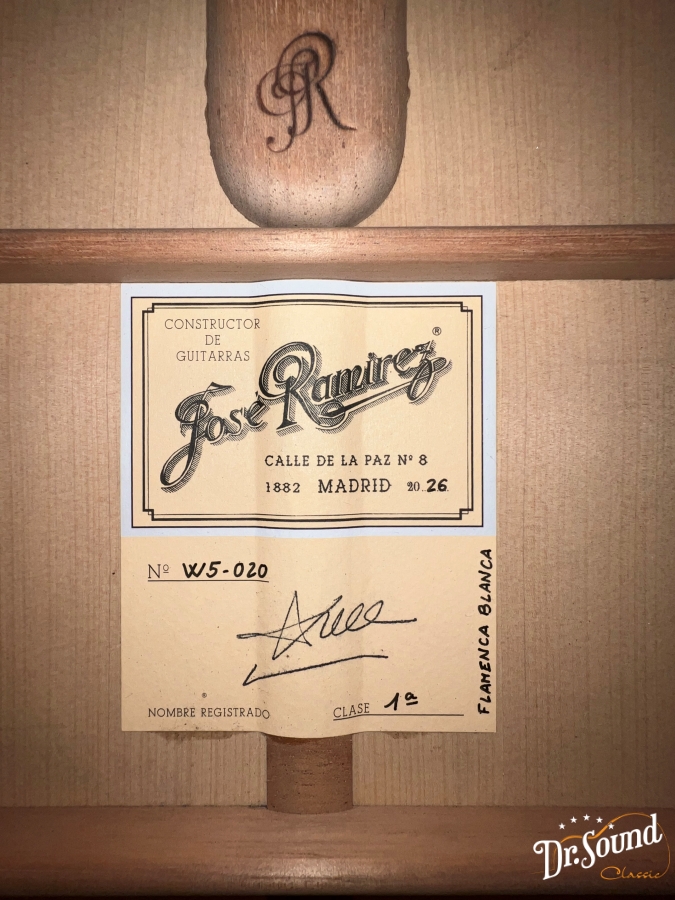 JR
CONSTRUCTOR
DE
GUITARRAS
José Ramírez®
CALLE DE LA PAZ Nº 8
1882 MADRID 20.26.
Nº W5-020
FLAMENCA BLANCA
®
NOMBRE REGISTRADO
CLASE 1ª
Dr. Sound
Classic